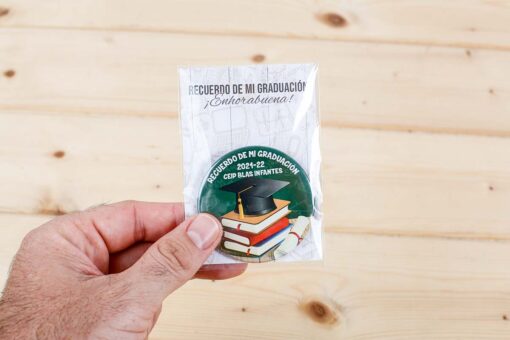 RECUERDO DE MI GRADUACIÓN
¡Enhorabuena!
RECUERDO DE MI GRADUACIÓN
2021-22
CEIP BLAS INFANTES